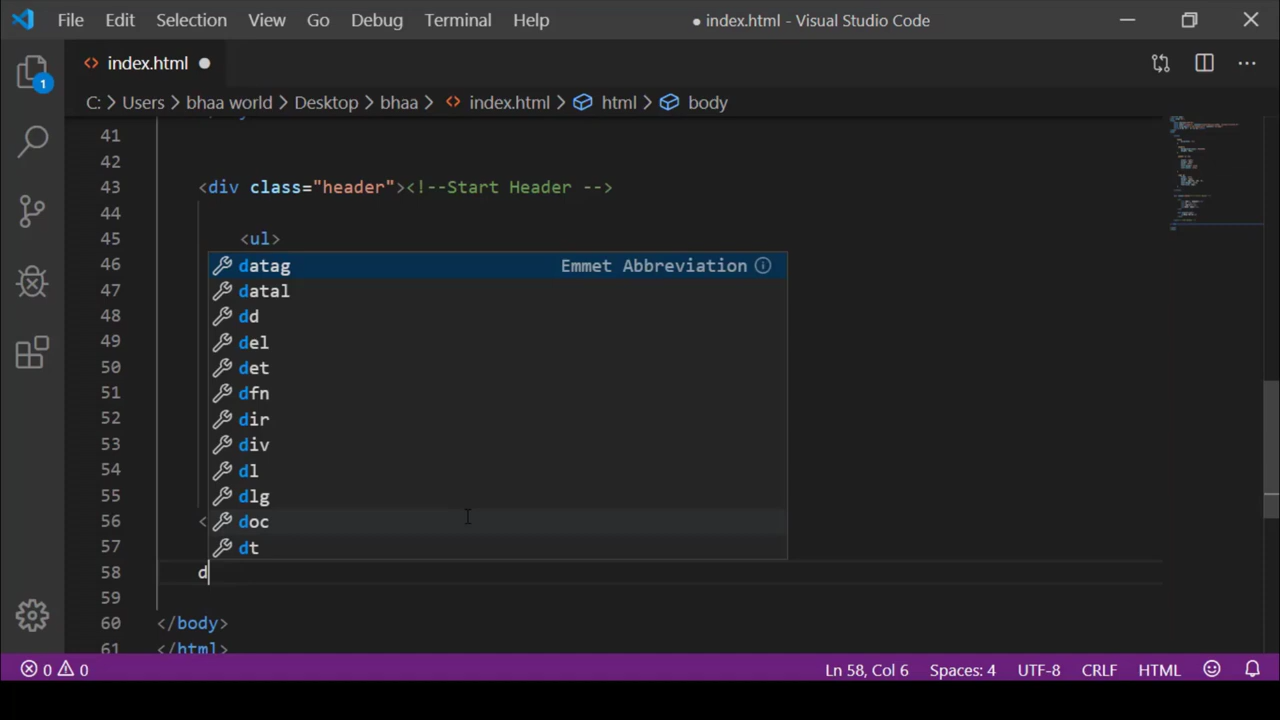 File Edit Selection View Go Debug Terminal Help ● index.html - Visual Studio Code
index.html ●
1
C: > Users > bhaa world > Desktop > bhaa > index.html > html > body
41
42
43 <div class="header"><!--Start Header -->
44
45 <ul>
46 datag Emmet Abbreviation
47 datal
48 dd
49 del
50 det
51 dfn
52 dir
53 div
54 dl
55 dlg
56 < doc
57 dt
58 d
59
60 </body>
61 </html>
0 0 Ln 58, Col 6 Spaces: 4 UTF-8 CRLF HTML